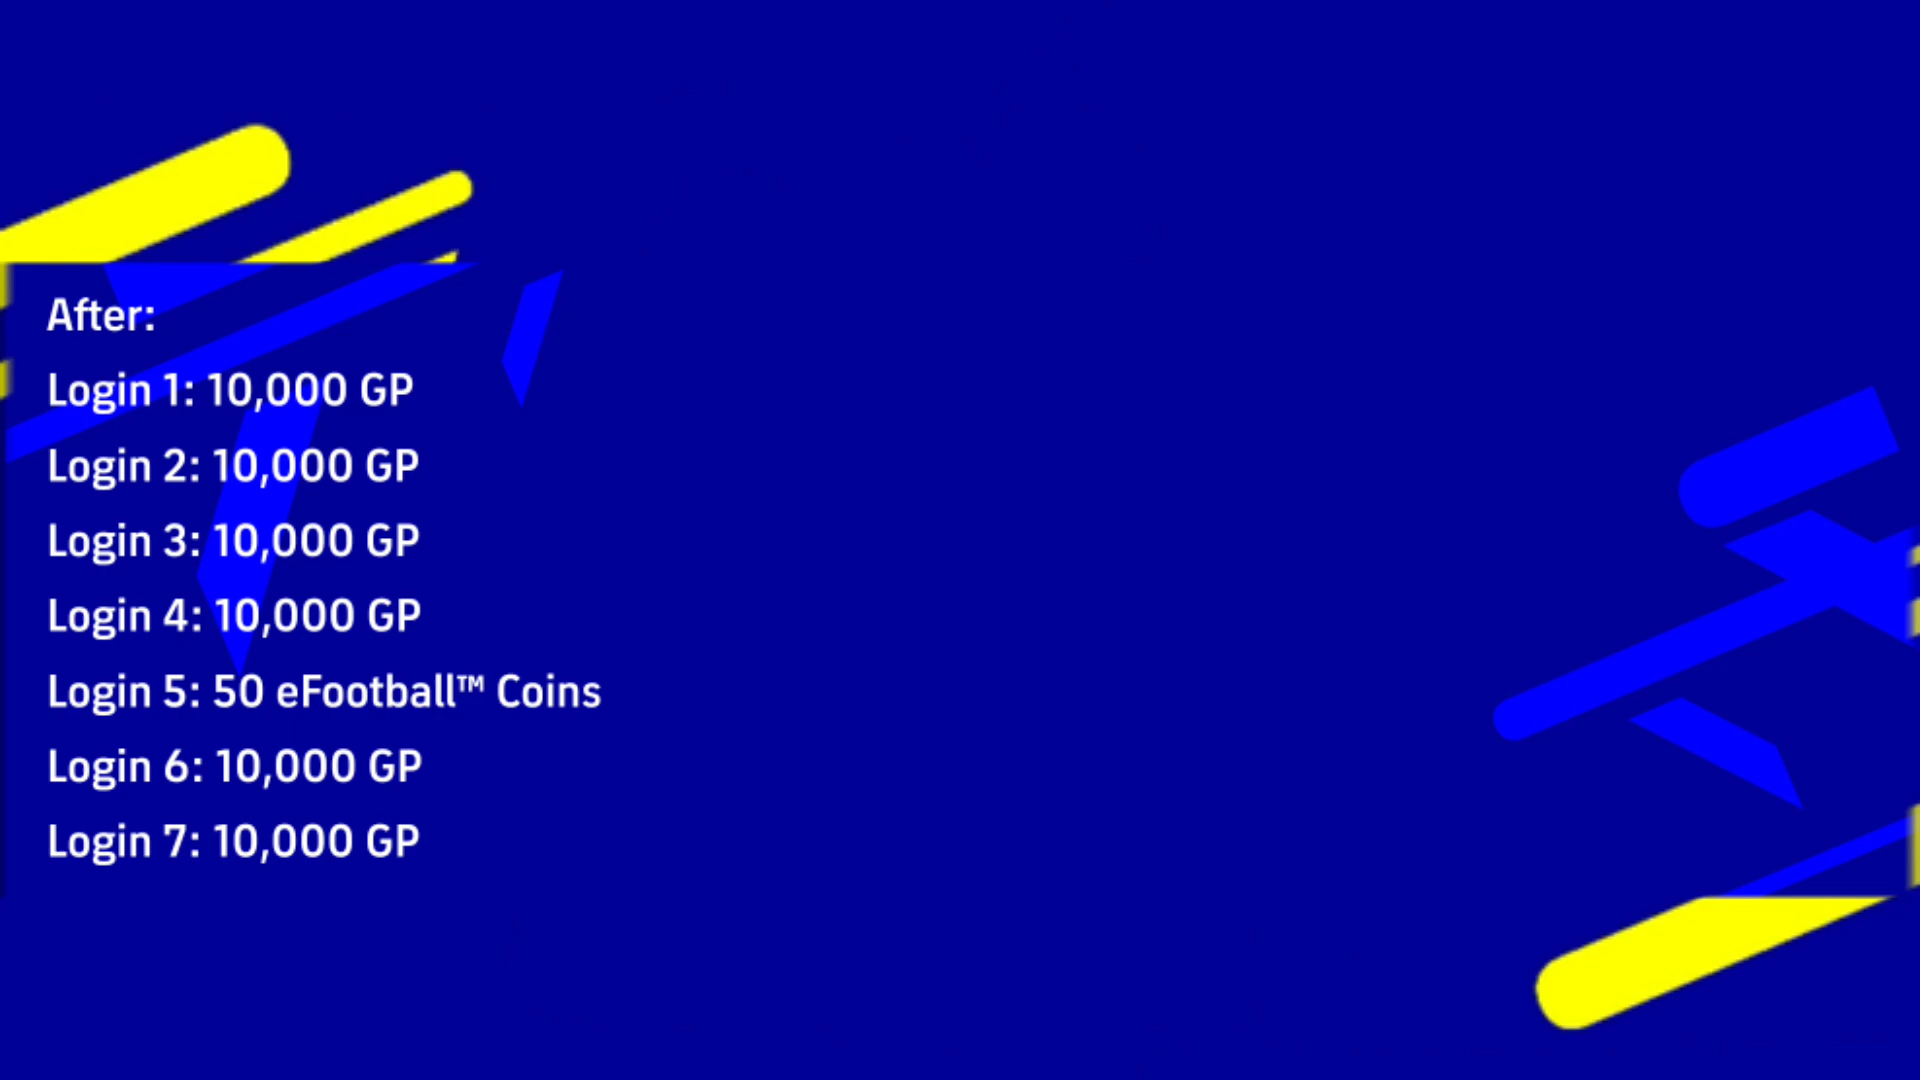 After:
Login 1: 10,000 GP
Login 2: 10,000 GP
Login 3: 10,000 GP
Login 4: 10,000 GP
Login 5: 50 eFootball™ Coins
Login 6: 10,000 GP
Login 7: 10,000 GP